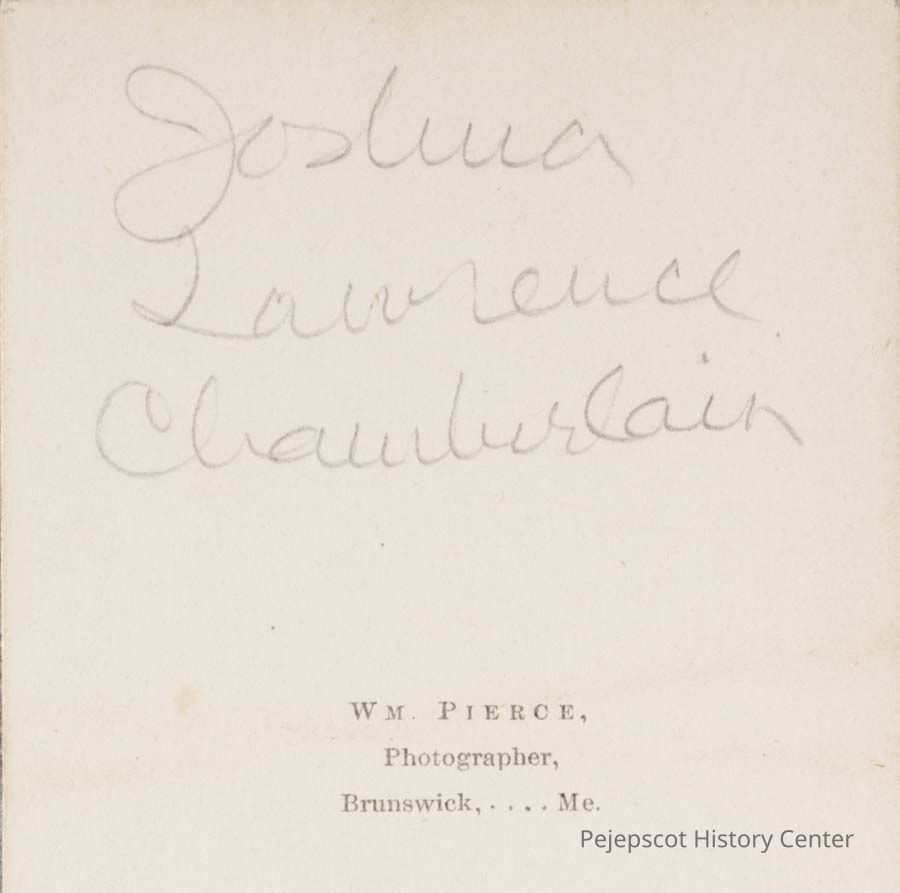 Joshua
Lawrence
Chamberlain
WM. PIERCE,
Photographer,
Brunswick, . . . . Me.
Pejepscot History Center